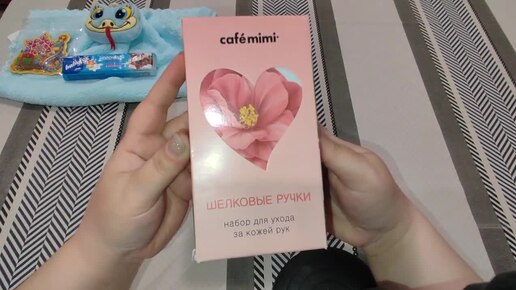 café mimi
ШЕЛКОВЫЕ РУЧКИ
набор для ухода
за кожей рук